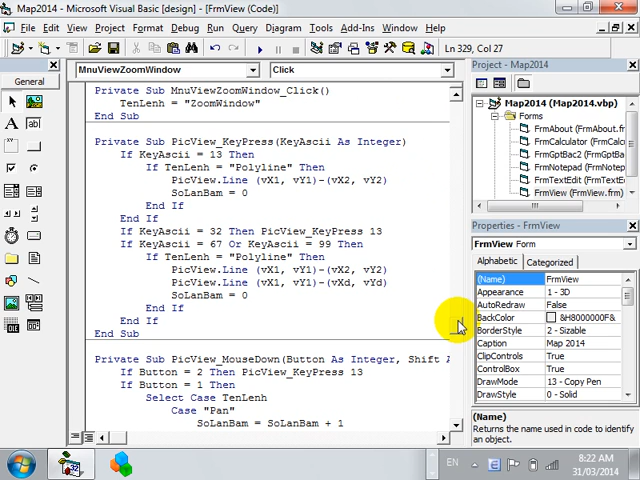 Map2014 - Microsoft Visual Basic [design] - [FrmView (Code)]
File Edit View Project Format Debug Run Query Diagram Tools Add-Ins Window Help
Ln 329, Col 27
General
A
ab
MnuViewZoomWindow
Click
Private Sub MnuViewZoomWindow_Click()
TenLenh = "ZoomWindow"
End Sub
Private Sub PicView_KeyPress(KeyAscii As Integer)
If KeyAscii = 13 Then
If TenLenh = "Polyline" Then
PicView.Line (vX1, vY1)-(vX2, vY2)
SoLanBam = 0
End If
End If
If KeyAscii = 32 Then PicView_KeyPress 13
If KeyAscii = 67 Or KeyAscii = 99 Then
If TenLenh = "Polyline" Then
PicView.Line (vX1, vY1)-(vX2, vY2)
PicView.Line (vX1, vY1)-(vXd, vYd)
SoLanBam = 0
End If
End If
End Sub
Private Sub PicView_MouseDown(Button As Integer, Shift A
If Button = 2 Then PicView_KeyPress 13
If Button = 1 Then
Select Case TenLenh
Case "Pan"
SoLanBam = SoLanBam + 1
Project - Map2014
Map2014 (Map2014.vbp)
Forms
FrmAbout (FrmAbout.fr
FrmCalculator (FrmCalcu
FrmGptBac2 (FrmGptBac
FrmNotepad (FrmNotepa
FrmTextEdit (FrmTextEd
FrmView (FrmView.frm)
Properties - FrmView
FrmView Form
Alphabetic Categorized
(Name) FrmView
Appearance 1 - 3D
AutoRedraw False
BackColor &H8000000F&
BorderStyle 2 - Sizable
Caption Map 2014
ClipControls True
ControlBox True
DrawMode 13 - Copy Pen
DrawStyle 0 - Solid
(Name)
Returns the name used in code to identify
an object.
EN
8:22 AM
31/03/2014